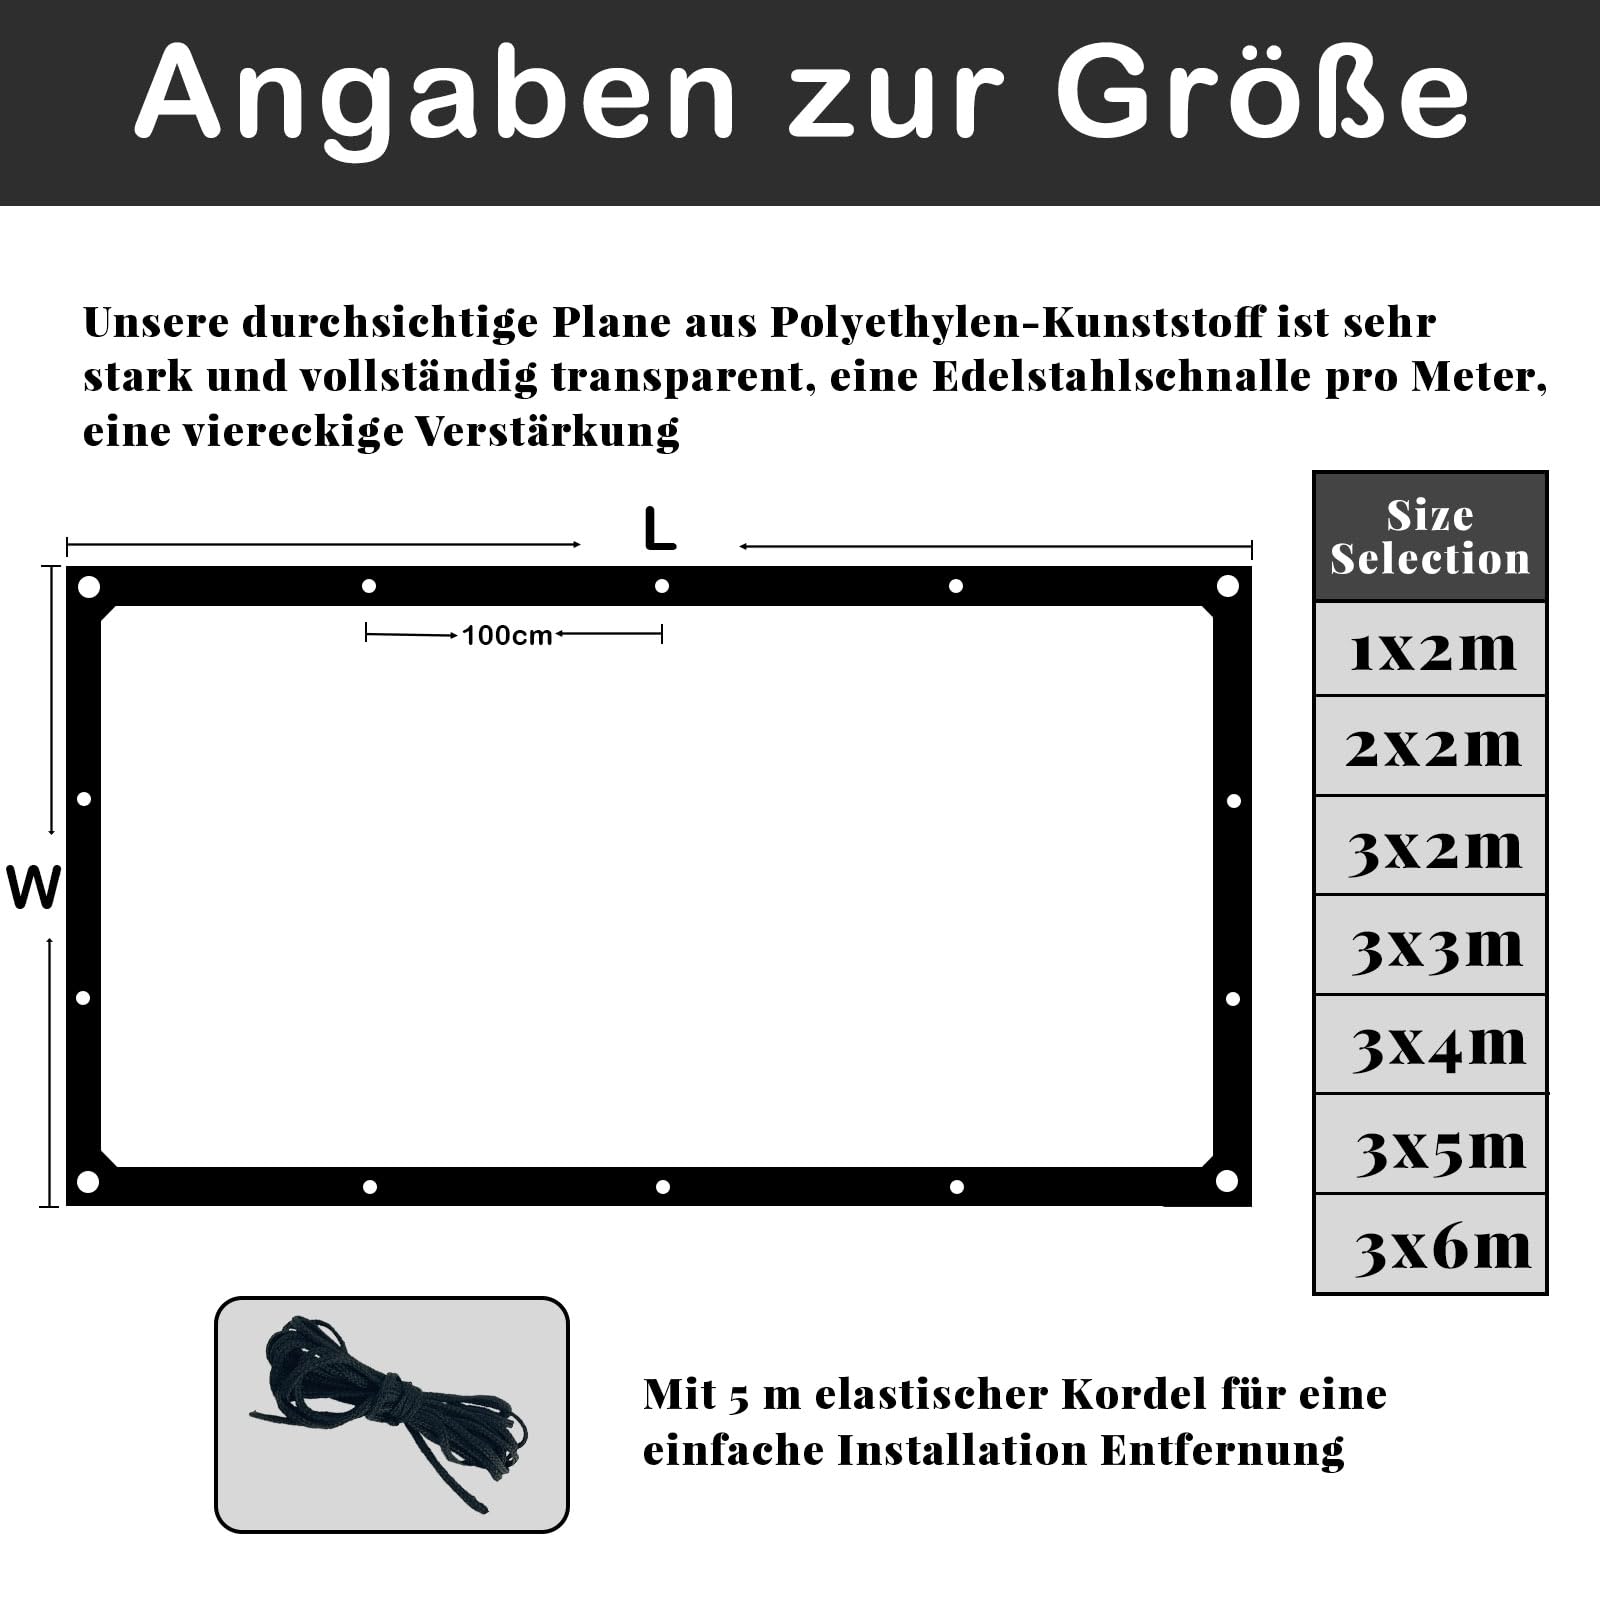 Angaben zur Größe
Unsere durchsichtige Plane aus Polyethylen-Kunststoff ist sehr
stark und vollständig transparent, eine Edelstahlschnalle pro Meter,
eine viereckige Verstärkung
L
100cm
W
Size
Selection
1x2m
2x2m
3x2m
3x3m
3x4m
3x5m
3x6m
Mit 5 m elastischer Kordel für eine
einfache Installation Entfernung